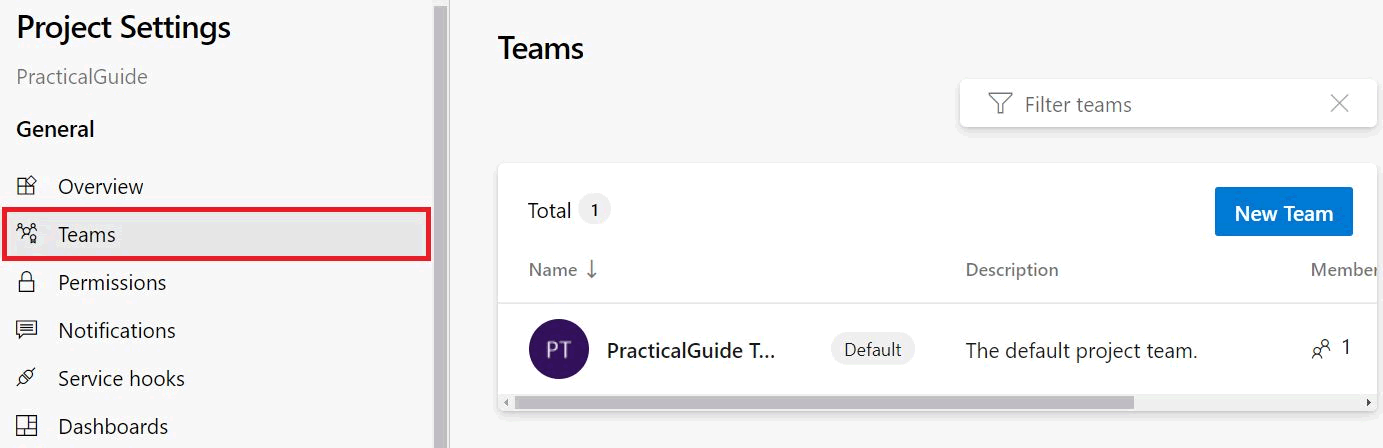 Project Settings
PracticalGuide
General
Overview
Teams
Permissions
Notifications
Service hooks
Dashboards
Teams
Filter teams
Total 1
New Team
Name ↓ Description Member
PT PracticalGuide T... Default The default project team. 1